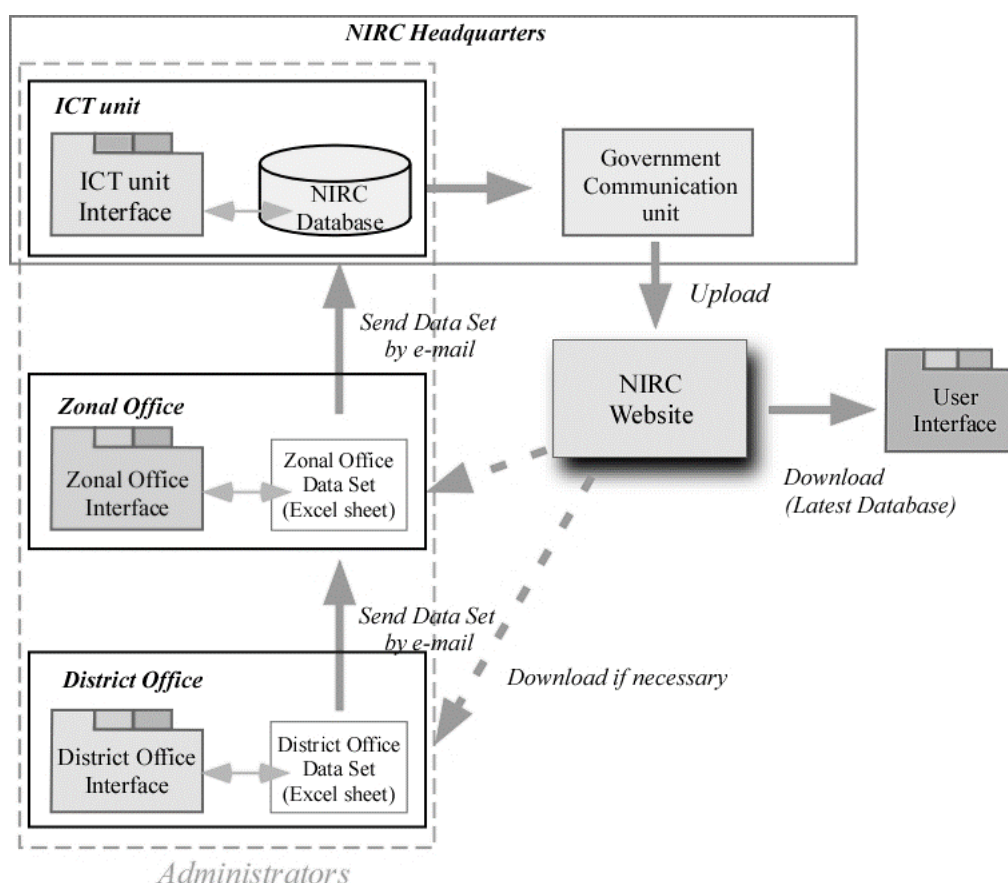 NIRC Headquarters
ICT unit
ICT unit
Interface
NIRC
Database
Government
Communication
unit
Send Data Set
by e-mail
Upload
Zonal Office
Zonal Office
Interface
Zonal Office
Data Set
(Excel sheet)
NIRC
Website
User
Interface
Download
(Latest Database)
Send Data Set
by e-mail
Download if necessary
District Office
District Office
Interface
District Office
Data Set
(Excel sheet)
Administrators